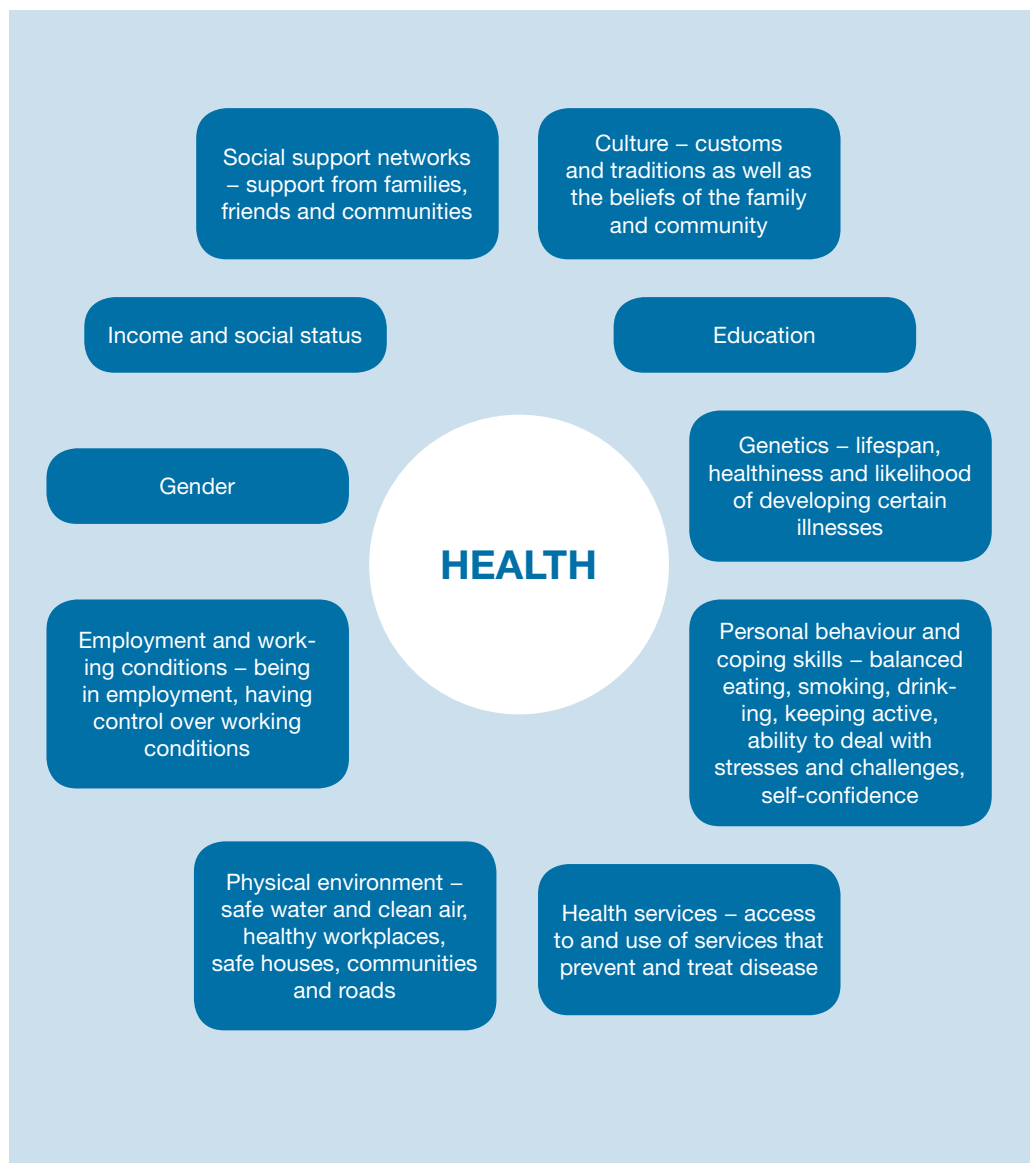 Social support networks
– support from families,
friends and communities
Culture – customs
and traditions as well as
the beliefs of the family
and community
Income and social status
Education
Genetics – lifespan,
healthiness and likelihood
of developing certain
illnesses
Gender
HEALTH
Employment and work-
ing conditions – being
in employment, having
control over working
conditions
Personal behaviour and
coping skills – balanced
eating, smoking, drink-
ing, keeping active,
ability to deal with
stresses and challenges,
self-confidence
Physical environment –
safe water and clean air,
healthy workplaces,
safe houses, communities
and roads
Health services – access
to and use of services that
prevent and treat disease